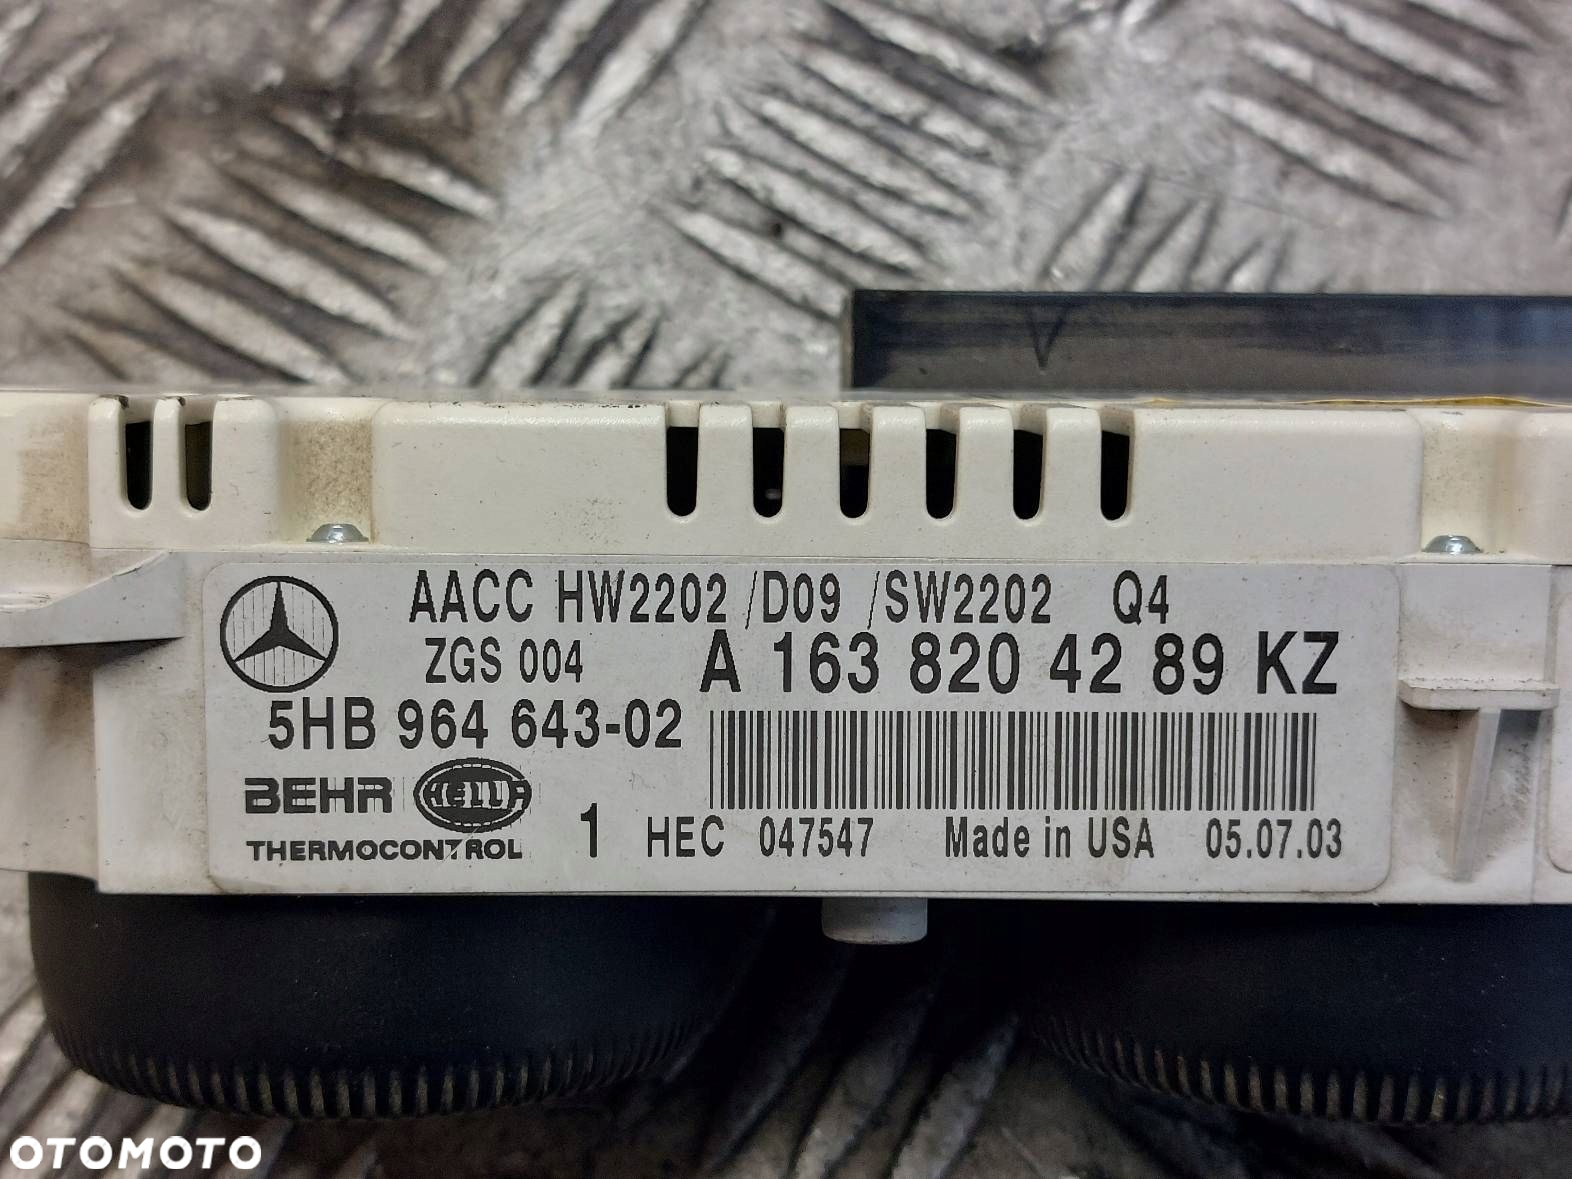 AACC HW2202 /D09 /SW2202 Q4
ZGS 004 A 163 820 42 89 KZ
5HB 964 643-02
BEHR HELLA
THERMOCONTROL 1 HEC 047547 Made in USA 05.07.03
OTOMOTO